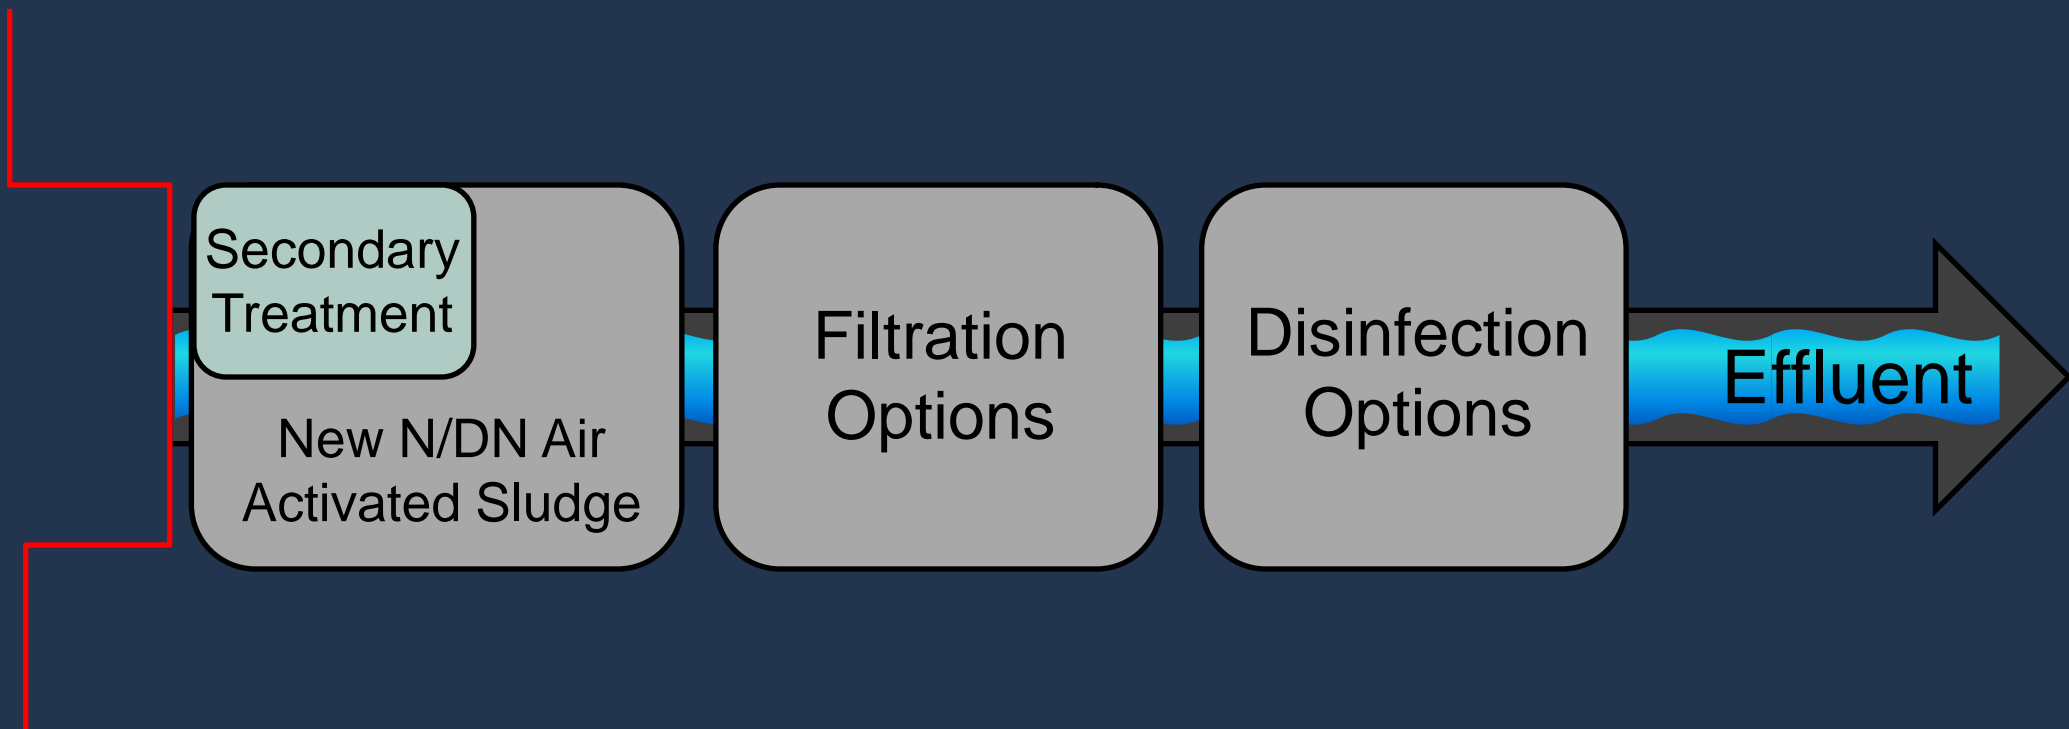 Secondary
Treatment
New N/DN Air
Activated Sludge
Filtration
Options
Disinfection
Options
Effluent